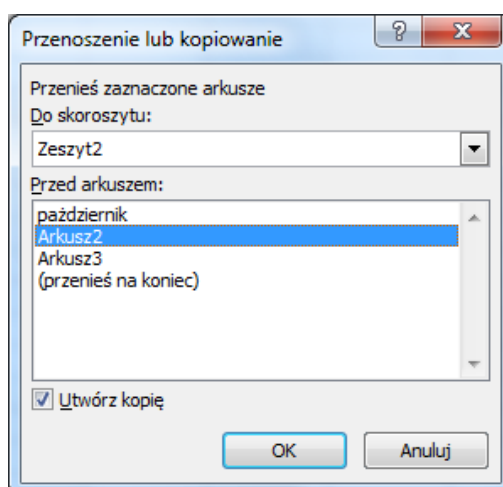 Przenoszenie lub kopiowanie
Przenieś zaznaczone arkusze
Do skoroszytu:
Zeszyt2
Przed arkuszem:
październik
Arkusz2
Arkusz3
(przenieś na koniec)
Utwórz kopię
OK Anuluj